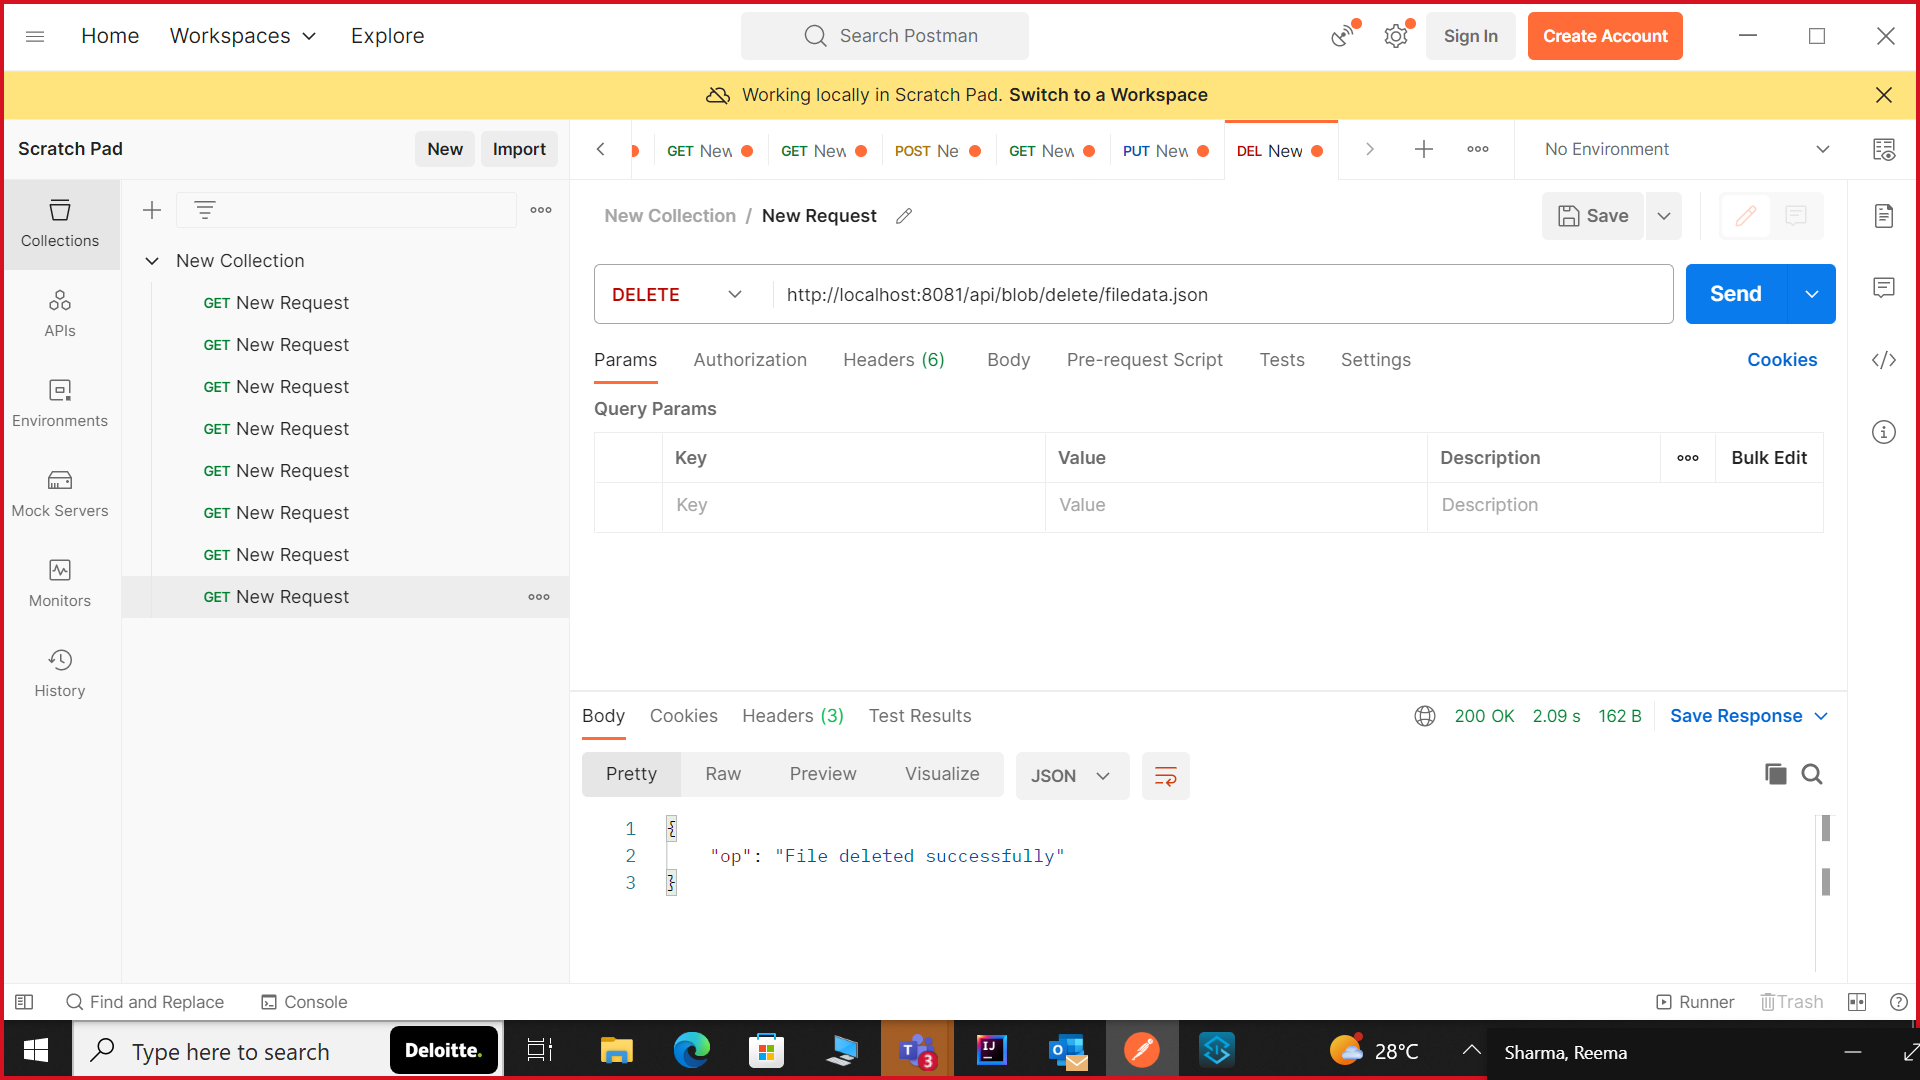 Home Workspaces Explore Search Postman Sign In Create Account
Working locally in Scratch Pad. Switch to a Workspace
Scratch Pad New Import GET New GET New POST Ne GET New PUT New DEL New No Environment
Collections
APIs
Environments
Mock Servers
Monitors
History
New Collection
GET New Request
GET New Request
GET New Request
GET New Request
GET New Request
GET New Request
GET New Request
GET New Request
New Collection / New Request Save
DELETE http://localhost:8081/api/blob/delete/filedata.json Send
Params Authorization Headers (6) Body Pre-request Script Tests Settings Cookies
Query Params
Key Value Description Bulk Edit
Key Value Description
Body Cookies Headers (3) Test Results 200 OK 2.09 s 162 B Save Response
Pretty Raw Preview Visualize JSON
1 {
2 "op": "File deleted successfully"
3 }
Find and Replace Console Runner Trash
Type here to search Deloitte. T 3 IJ O 28°C Sharma, Reema